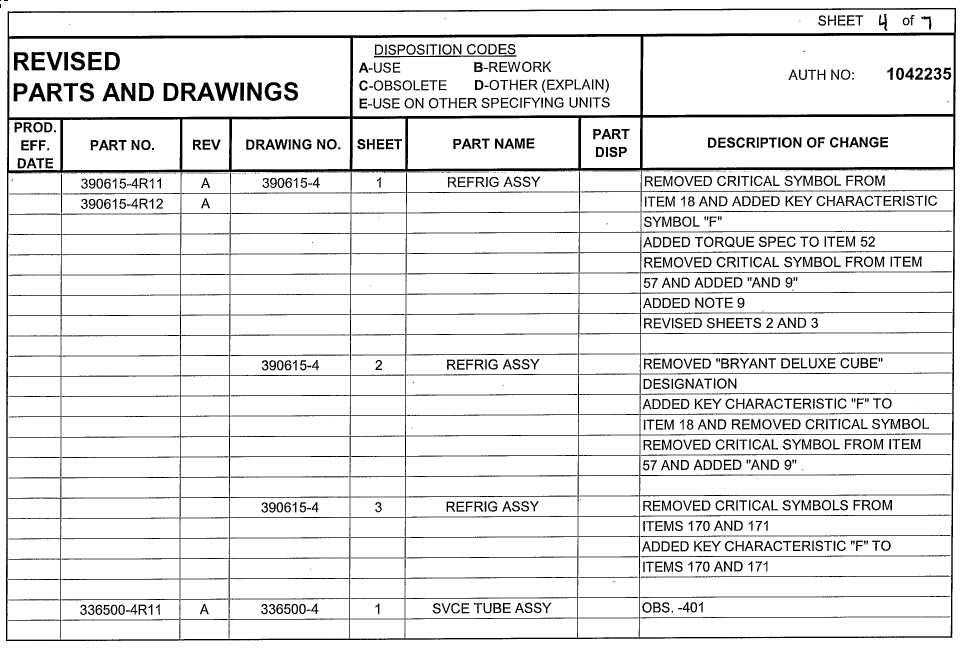 SHEET 4 of 7
REVISED
PARTS AND DRAWINGS
DISPOSITION CODES
A-USE B-REWORK
C-OBSOLETE D-OTHER (EXPLAIN)
E-USE ON OTHER SPECIFYING UNITS
AUTH NO: 1042235
PROD. EFF. DATE PART NO. REV DRAWING NO. SHEET PART NAME PART DISP DESCRIPTION OF CHANGE
390615-4R11 A 390615-4 1 REFRIG ASSY REMOVED CRITICAL SYMBOL FROM
390615-4R12 A ITEM 18 AND ADDED KEY CHARACTERISTIC
SYMBOL "F"
ADDED TORQUE SPEC TO ITEM 52
REMOVED CRITICAL SYMBOL FROM ITEM
57 AND ADDED "AND 9"
ADDED NOTE 9
REVISED SHEETS 2 AND 3
390615-4 2 REFRIG ASSY REMOVED "BRYANT DELUXE CUBE"
DESIGNATION
ADDED KEY CHARACTERISTIC "F" TO
ITEM 18 AND REMOVED CRITICAL SYMBOL
REMOVED CRITICAL SYMBOL FROM ITEM
57 AND ADDED "AND 9"
390615-4 3 REFRIG ASSY REMOVED CRITICAL SYMBOLS FROM
ITEMS 170 AND 171
ADDED KEY CHARACTERISTIC "F" TO
ITEMS 170 AND 171
336500-4R11 A 336500-4 1 SVCE TUBE ASSY OBS. -401